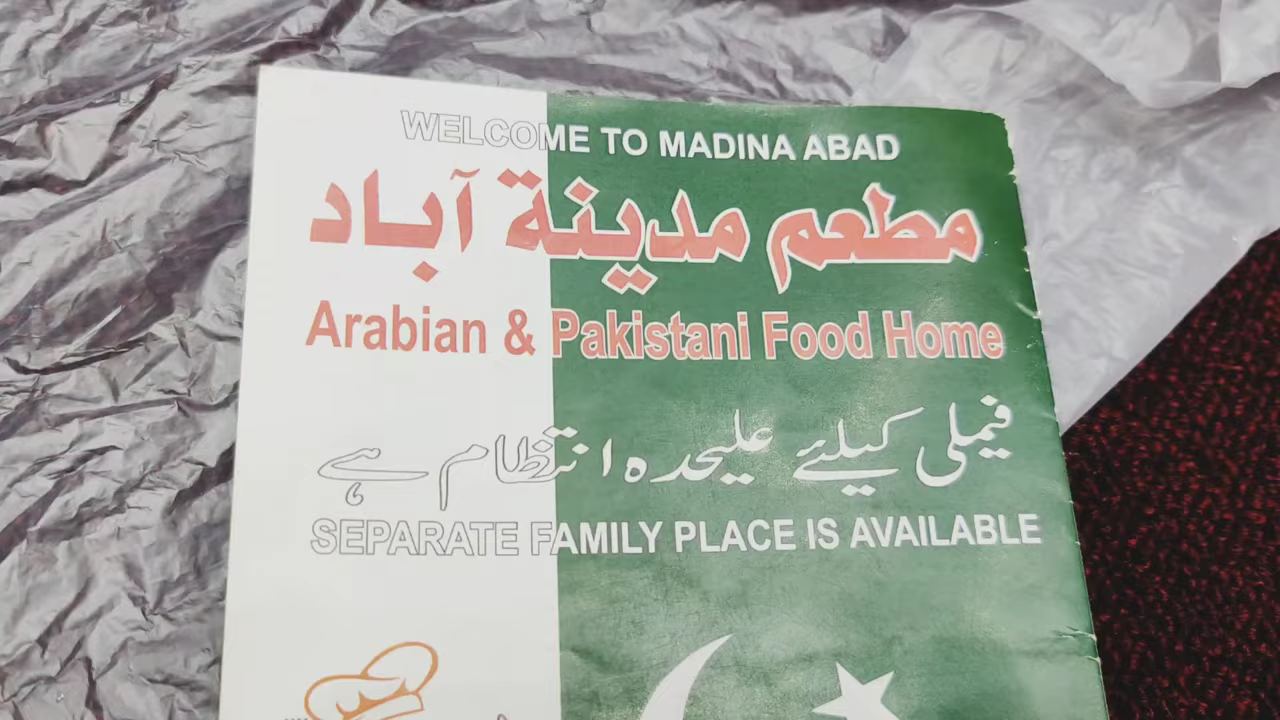 WELCOME TO MADINA ABAD
مطعم مدينة آباد
Arabian & Pakistani Food Home
فیملی کیلئے علیحدہ انتظام ہے
SEPARATE FAMILY PLACE IS AVAILABLE